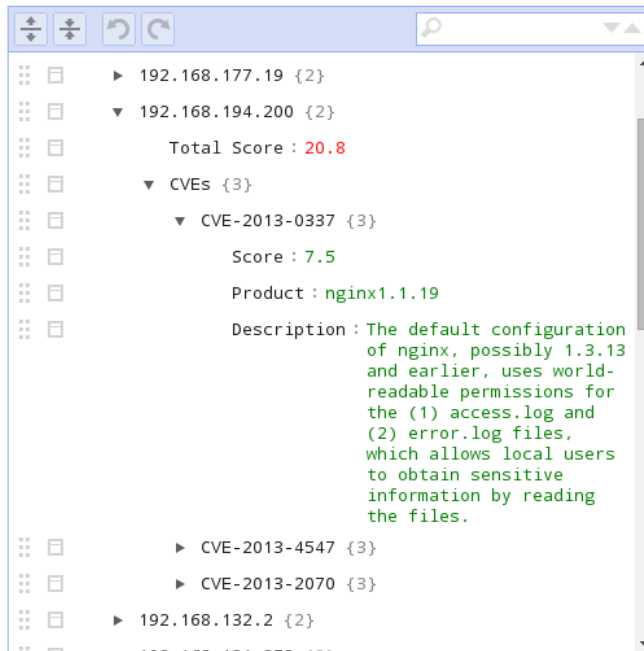 192.168.177.19 {2}
192.168.194.200 {2}
Total Score : 20.8
CVEs {3}
CVE-2013-0337 {3}
Score : 7.5
Product : nginx1.1.19
Description : The default configuration
of nginx, possibly 1.3.13
and earlier, uses world-
readable permissions for
the (1) access.log and
(2) error.log files,
which allows local users
to obtain sensitive
information by reading
the files.
CVE-2013-4547 {3}
CVE-2013-2070 {3}
192.168.132.2 {2}